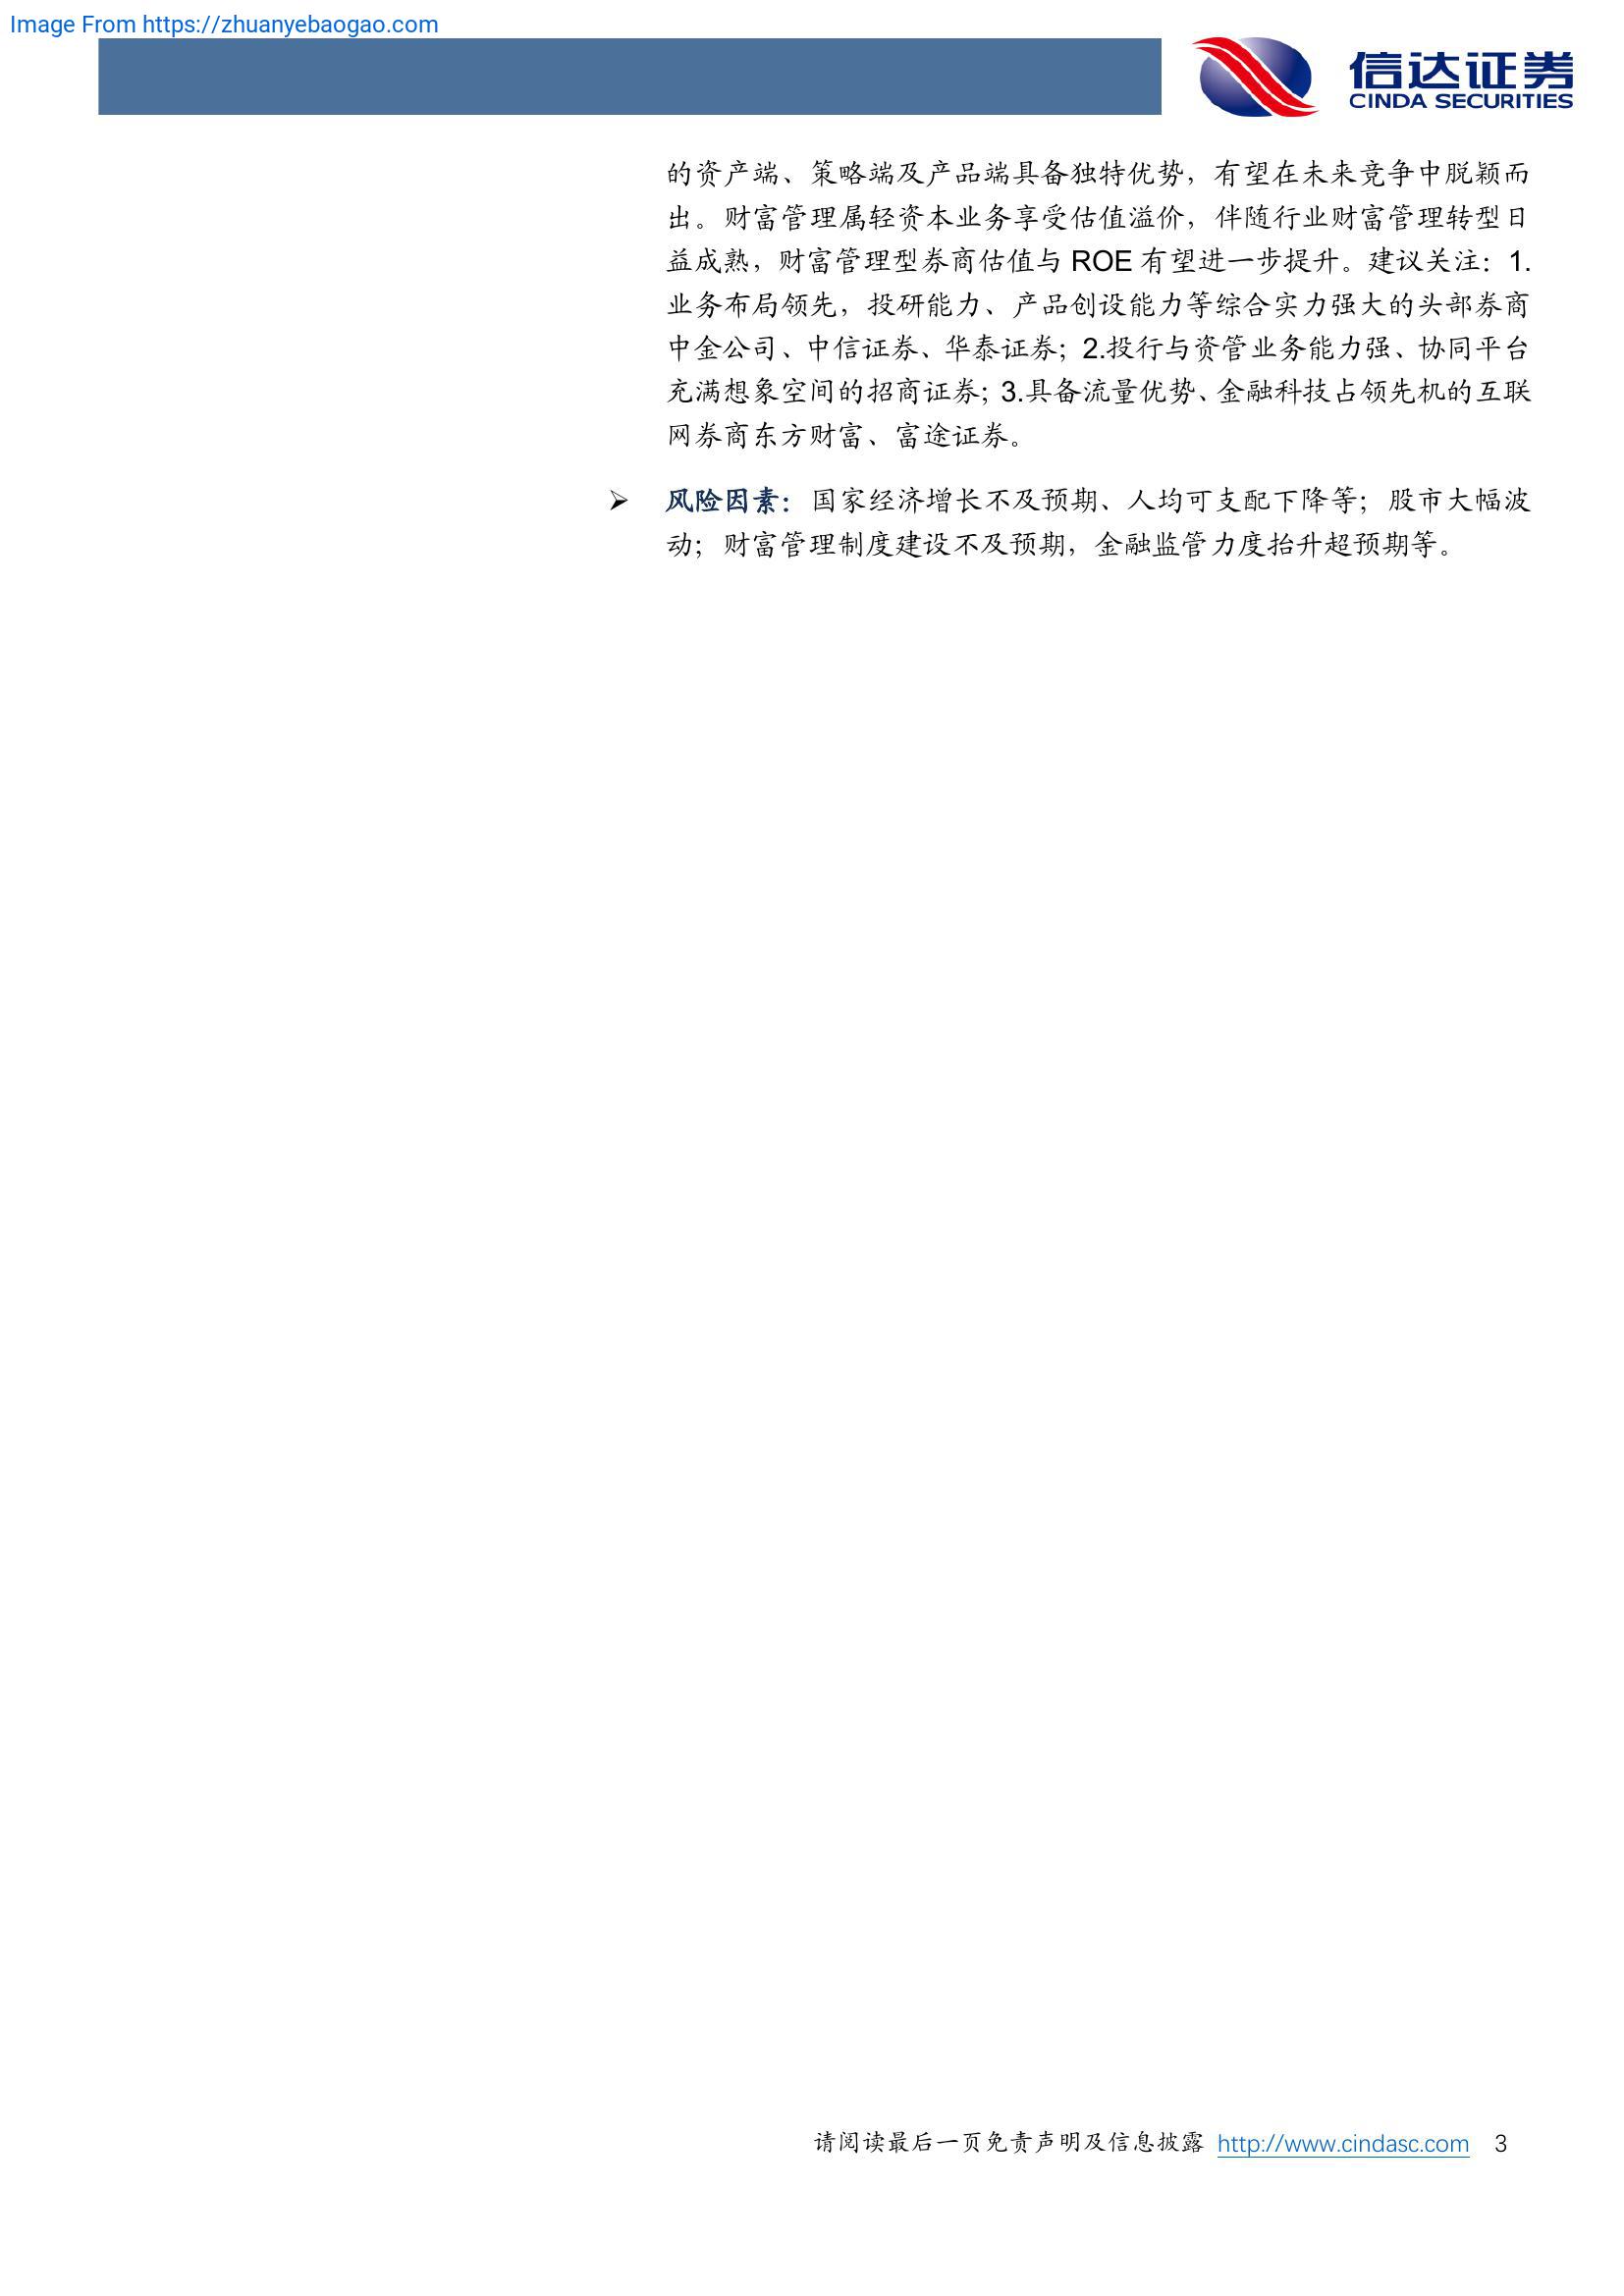 Image From https://zhuanyebaogao.com
信达证券
CINDA SECURITIES
的资产端、策略端及产品端具备独特优势，有望在未来竞争中脱颖而
出。财富管理属轻资本业务享受估值溢价，伴随行业财富管理转型日
益成熟，财富管理型券商估值与 ROE 有望进一步提升。建议关注：1.
业务布局领先，投研能力、产品创设能力等综合实力强大的头部券商
中金公司、中信证券、华泰证券；2.投行与资管业务能力强、协同平台
充满想象空间的招商证券；3.具备流量优势、金融科技占领先机的互联
网券商东方财富、富途证券。
➢ 风险因素：国家经济增长不及预期、人均可支配下降等；股市大幅波
动；财富管理制度建设不及预期，金融监管力度抬升超预期等。
请阅读最后一页免责声明及信息披露 http://www.cindasc.com 3